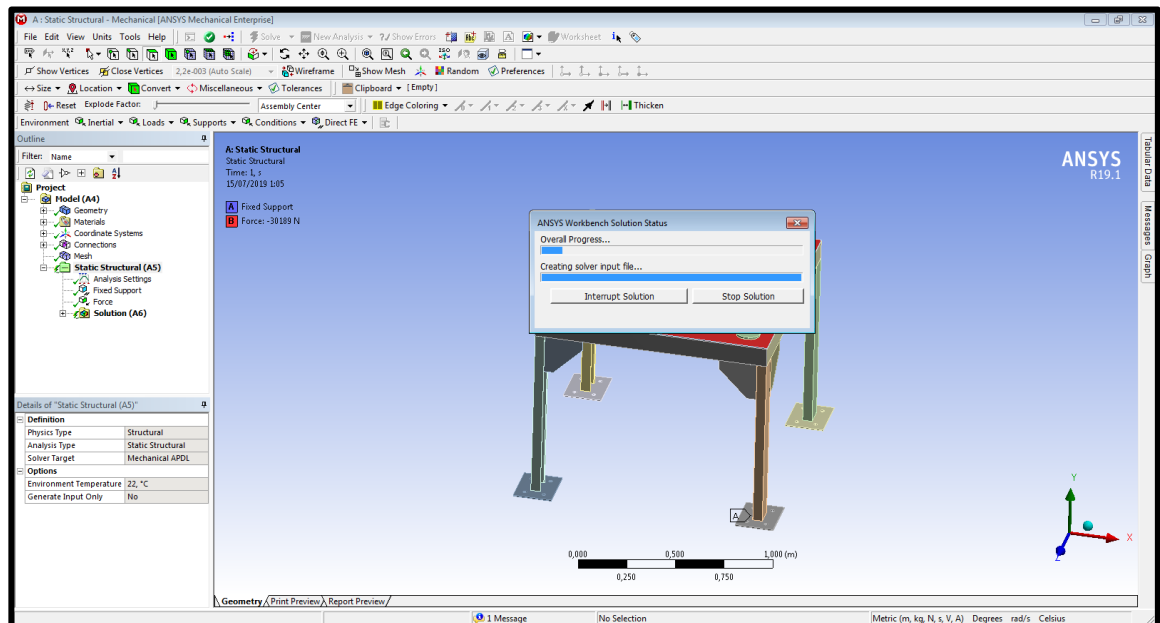 A : Static Structural - Mechanical [ANSYS Mechanical Enterprise]
File Edit View Units Tools Help Solve New Analysis ?/ Show Errors Worksheet
Show Vertices Close Vertices 2,2e-003 (Auto Scale) Wireframe Show Mesh Random Preferences
Size Location Convert Miscellaneous Tolerances Clipboard [Empty]
Reset Explode Factor: Assembly Center Edge Coloring Thicken
Environment Inertial Loads Supports Conditions Direct FE
Outline
Filter: Name
Project
Model (A4)
Geometry
Materials
Coordinate Systems
Connections
Mesh
Static Structural (A5)
Analysis Settings
Fixed Support
Force
Solution (A6)
Details of "Static Structural (A5)"
Definition
Physics Type Structural
Analysis Type Static Structural
Solver Target Mechanical APDL
Options
Environment Temperature 22, °C
Generate Input Only No
A: Static Structural
Static Structural
Time: 1, s
15/07/2019 1:05
A Fixed Support
B Force: -30189 N
ANSYS
R19.1
ANSYS Workbench Solution Status
Overall Progress...
Creating solver input file...
Interrupt Solution Stop Solution
A
0,000 0,500 1,000 (m)
0,250 0,750
Y
X
Z
Tabular Data
Messages
Graph
Geometry Print Preview Report Preview
1 Message No Selection Metric (m, kg, N, s, V, A) Degrees rad/s Celsius